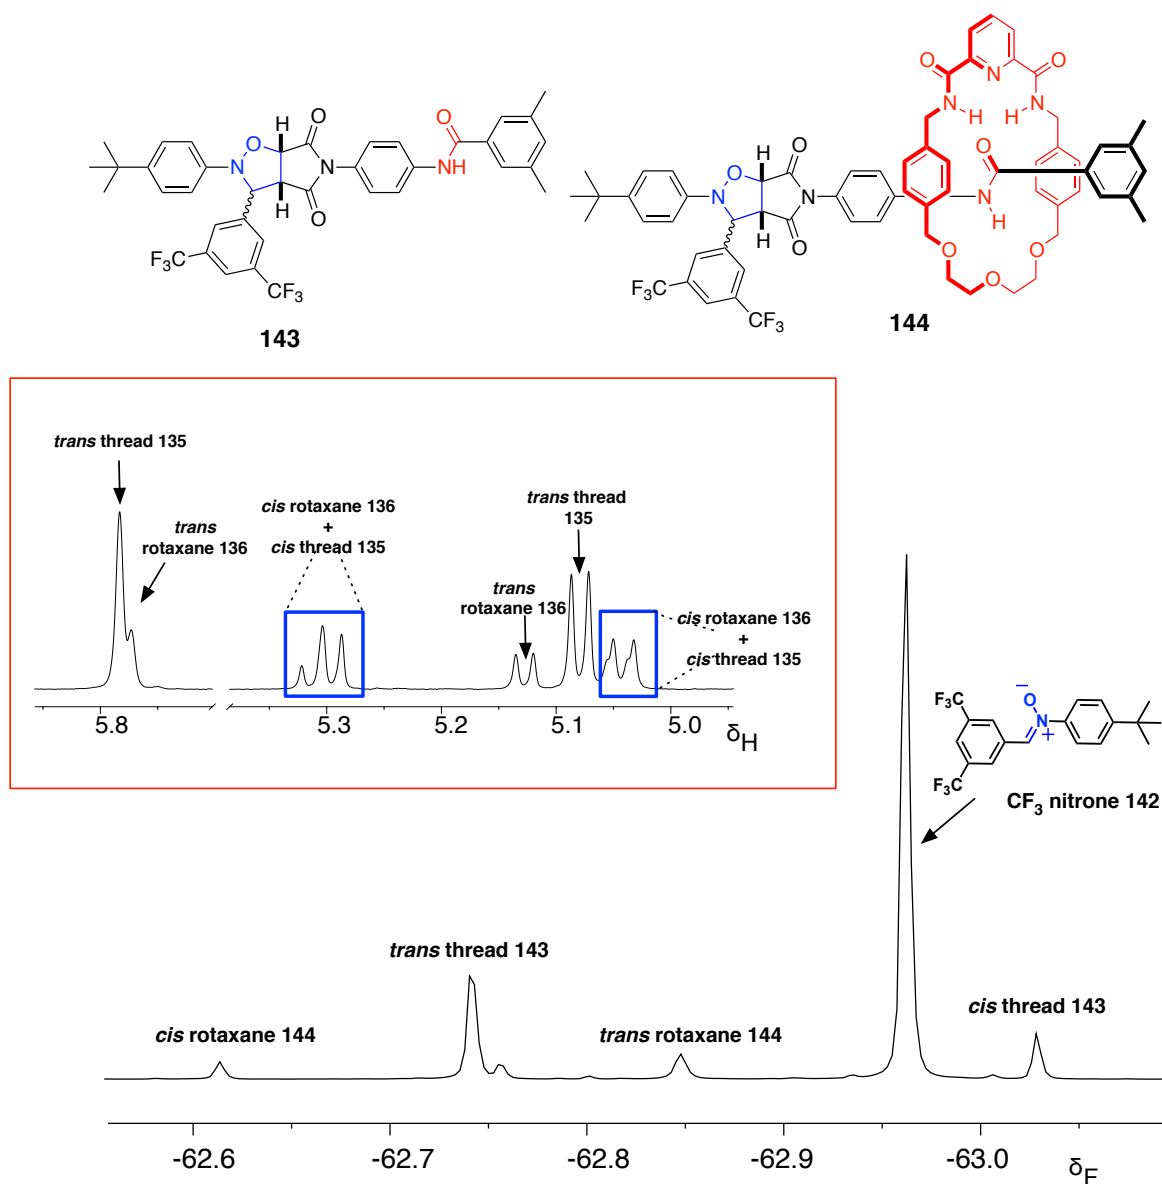 O
O
N
O
H
H
N
O
O
NH
F₃C
CF₃
143
O
N
O
N
H
N
H
O
N
H
O
N
O
H
H
N
O
O
O
O
O
F₃C
CF₃
144
trans thread 135
trans
rotaxane 136
cis rotaxane 136
+
cis thread 135
trans thread
135
trans
rotaxane 136
cis rotaxane 136
+
cis thread 135
5.8
5.3
5.2
5.1
5.0
δH
F₃C
F₃C
−
O
N
+
CF₃ nitrone 142
cis rotaxane 144
trans thread 143
trans rotaxane 144
cis thread 143
-62.6
-62.7
-62.8
-62.9
-63.0
δF